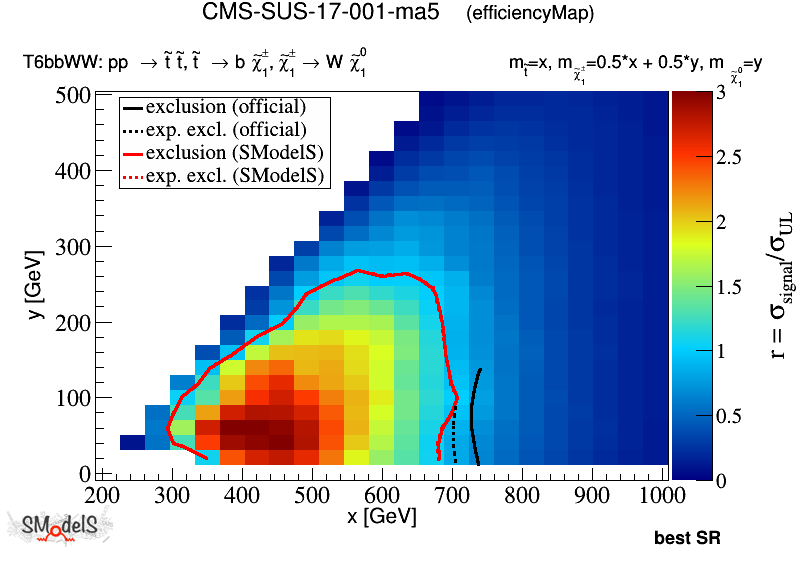 CMS-SUS-17-001-ma5 (efficiencyMap)
T6bbWW: pp → t̃ t̃, t̃ → b χ̃₁±, χ̃₁± → W χ̃₁⁰
m_t̃=x, m_χ̃₁±=0.5*x + 0.5*y, m_χ̃₁⁰=y
exclusion (official)
exp. excl. (official)
exclusion (SModelS)
exp. excl. (SModelS)
500
400
300
200
100
0
y [GeV]
200 300 400 500 600 700 800 900 1000
x [GeV]
3
2.5
2
1.5
1
0.5
0
r = σ_signal/σ_UL
SModelS
best SR